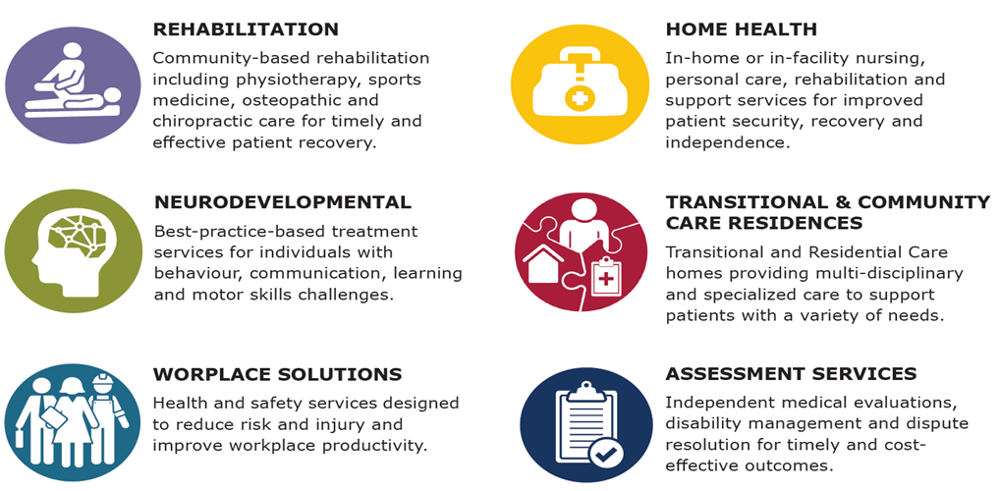 REHABILITATION
Community-based rehabilitation
including physiotherapy, sports
medicine, osteopathic and
chiropractic care for timely and
effective patient recovery.
HOME HEALTH
In-home or in-facility nursing,
personal care, rehabilitation and
support services for improved
patient security, recovery and
independence.
NEURODEVELOPMENTAL
Best-practice-based treatment
services for individuals with
behaviour, communication, learning
and motor skills challenges.
TRANSITIONAL & COMMUNITY
CARE RESIDENCES
Transitional and Residential Care
homes providing multi-disciplinary
and specialized care to support
patients with a variety of needs.
WORPLACE SOLUTIONS
Health and safety services designed
to reduce risk and injury and
improve workplace productivity.
ASSESSMENT SERVICES
Independent medical evaluations,
disability management and dispute
resolution for timely and cost-
effective outcomes.